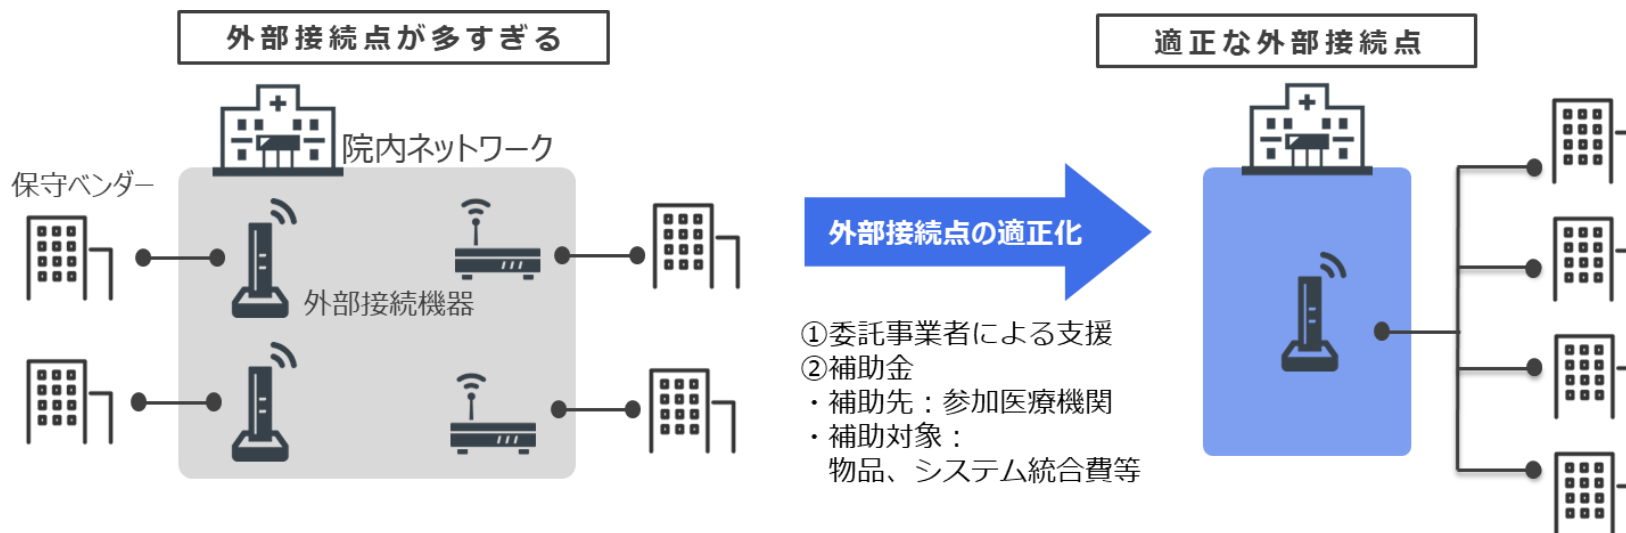 外部接続点が多すぎる
院内ネットワーク
保守ベンダー
外部接続機器
外部接続点の適正化
①委託事業者による支援
②補助金
・補助先：参加医療機関
・補助対象：
物品、システム統合費等
適正な外部接続点